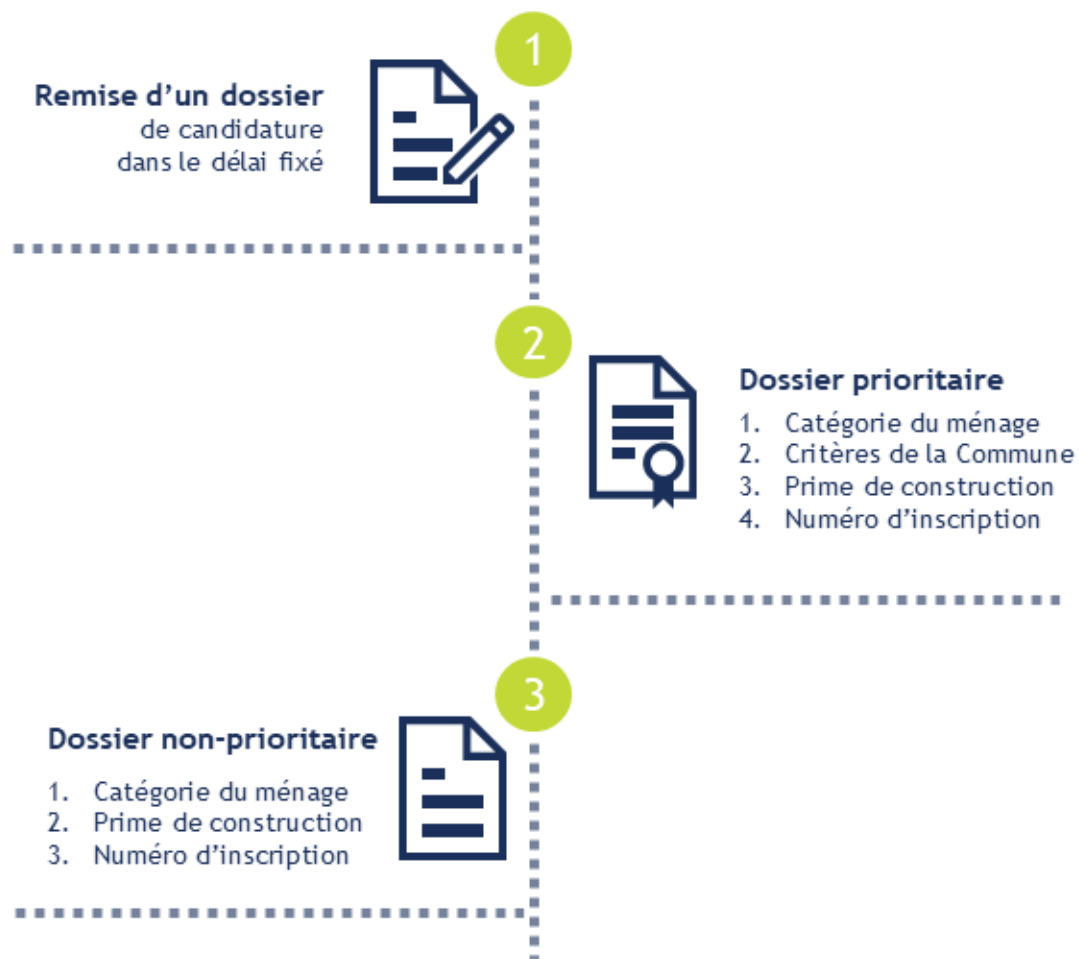 1
Remise d'un dossier
de candidature
dans le délai fixé
2
Dossier prioritaire
1. Catégorie du ménage
2. Critères de la Commune
3. Prime de construction
4. Numéro d'inscription
3
Dossier non-prioritaire
1. Catégorie du ménage
2. Prime de construction
3. Numéro d'inscription